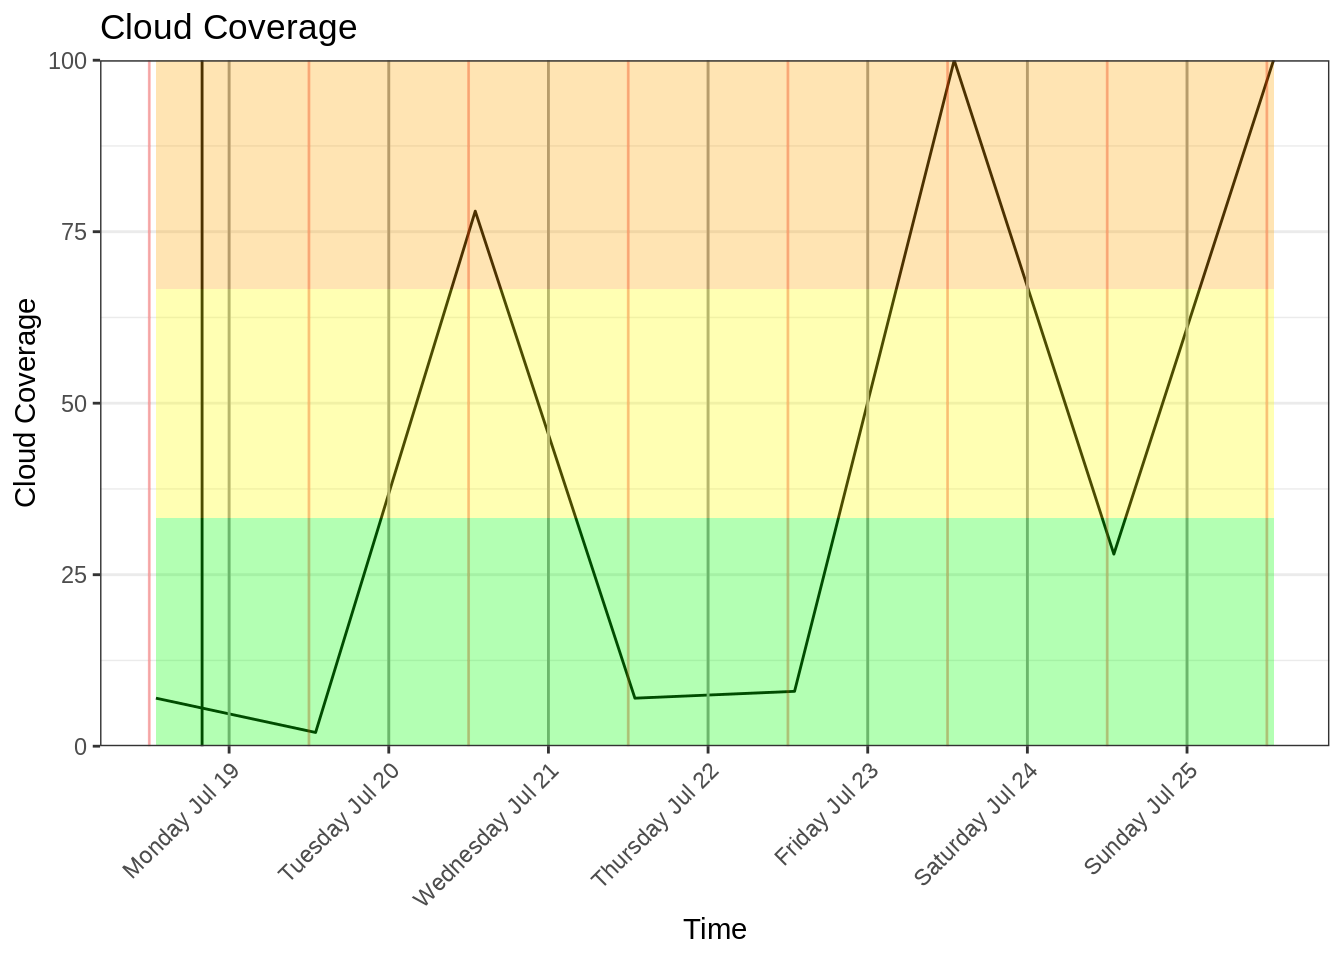 Cloud Coverage
Cloud Coverage
100
75
50
25
0
Monday Jul 19
Tuesday Jul 20
Wednesday Jul 21
Thursday Jul 22
Friday Jul 23
Saturday Jul 24
Sunday Jul 25
Time